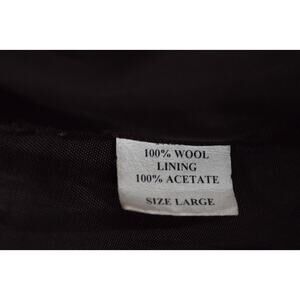 100% WOOL
LINING
100% ACETATE
SIZE LARGE